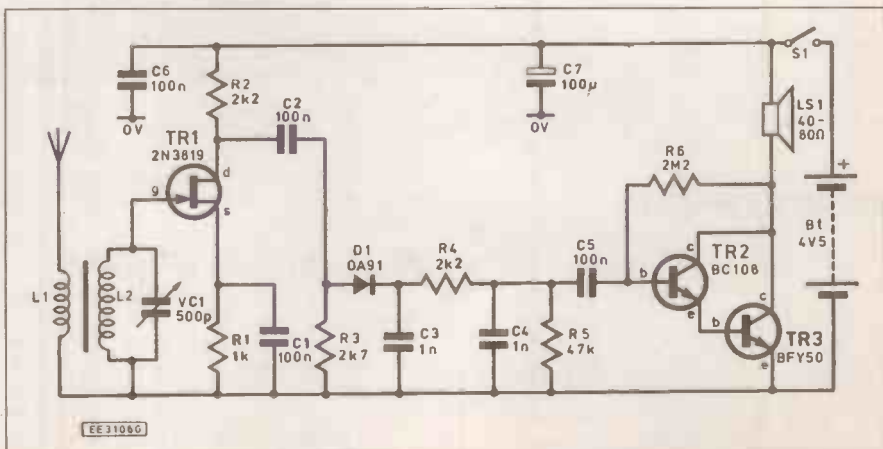 C6
100n
0V
R2
2k2
C2
100n
TR1
2N3819
d
g
s
L1
L2
VC1
500p
R1
1k
C1
100n
R3
2k7
D1
OA91
C3
1n
R4
2k2
C4
1n
R5
47k
C5
100n
C7
100µ
0V
R6
2M2
b
c
e
TR2
BC108
b
c
e
TR3
BFY50
S1
LS1
40-
80Ω
+
B1
4V5
EE3106G